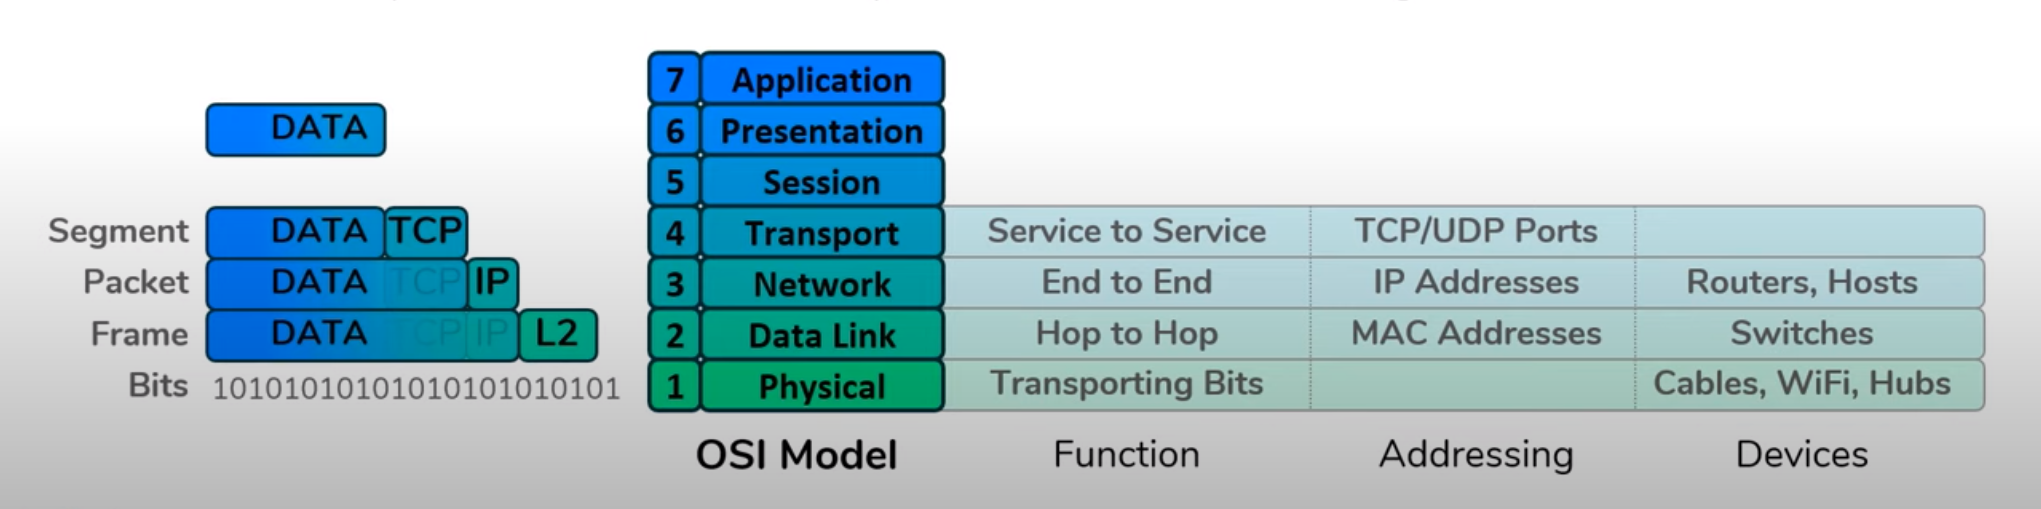 7 Application
DATA
6 Presentation
5 Session
Segment DATA TCP 4 Transport Service to Service TCP/UDP Ports
Packet DATA TCP IP 3 Network End to End IP Addresses Routers, Hosts
Frame DATA TCP IP L2 2 Data Link Hop to Hop MAC Addresses Switches
Bits 10101010101010101010101 1 Physical Transporting Bits Cables, WiFi, Hubs
OSI Model Function Addressing Devices